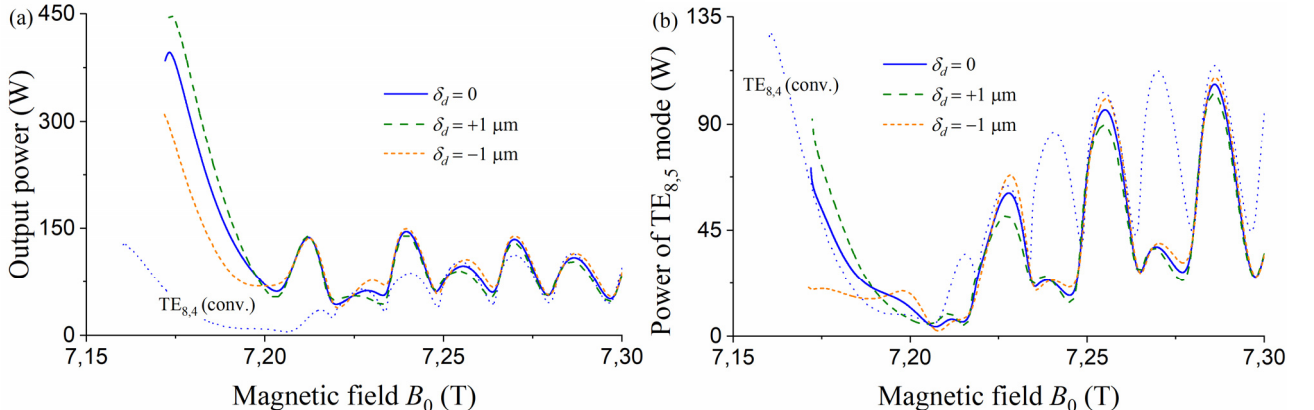 (a)
450
300
150
0
Output power (W)
δd = 0
δd = +1 μm
δd = −1 μm
TE8,4 (conv.)
7,15
7,20
7,25
7,30
Magnetic field B0 (T)
(b)
135
90
45
0
Power of TE8,5 mode (W)
TE8,4 (conv.)
δd = 0
δd = +1 μm
δd = −1 μm
7,15
7,20
7,25
7,30
Magnetic field B0 (T)